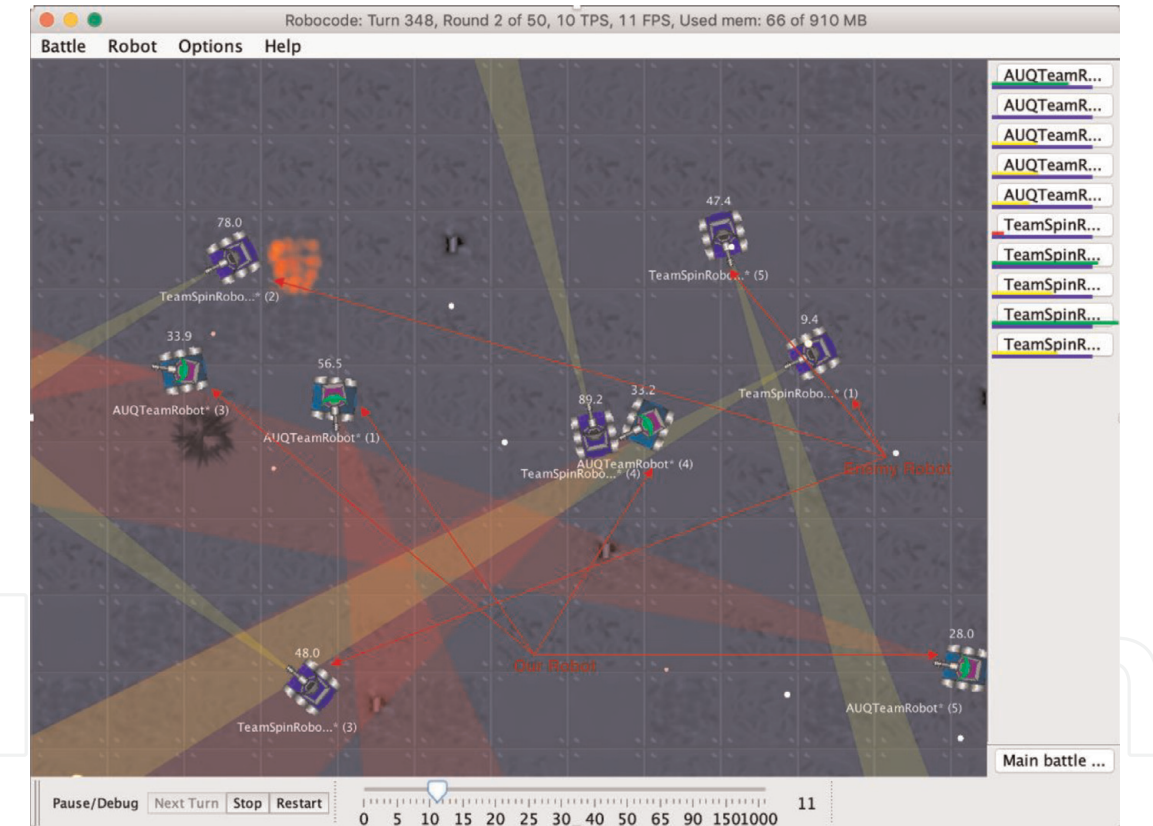 Robocode: Turn 348, Round 2 of 50, 10 TPS, 11 FPS, Used mem: 66 of 910 MB
Battle Robot Options Help
AUQTeamR...
AUQTeamR...
AUQTeamR...
AUQTeamR...
AUQTeamR...
TeamSpinR...
TeamSpinR...
TeamSpinR...
TeamSpinR...
TeamSpinR...
47.4
TeamSpinRobo...* (5)
78.0
TeamSpinRobo...* (2)
9.4
TeamSpinRobo...* (1)
33.9
AUQTeamRobot* (3)
56.5
AUQTeamRobot* (1)
89.2
33.2
AUQTeamRobot* (4)
TeamSpinRobo...* (4)
Enemy Robot
28.0
AUQTeamRobot* (5)
Our Robot
48.0
TeamSpinRobo...* (3)
Main battle ...
Pause/Debug Next Turn Stop Restart
11
0 5 10 15 20 25 30 40 50 65 90 1501000